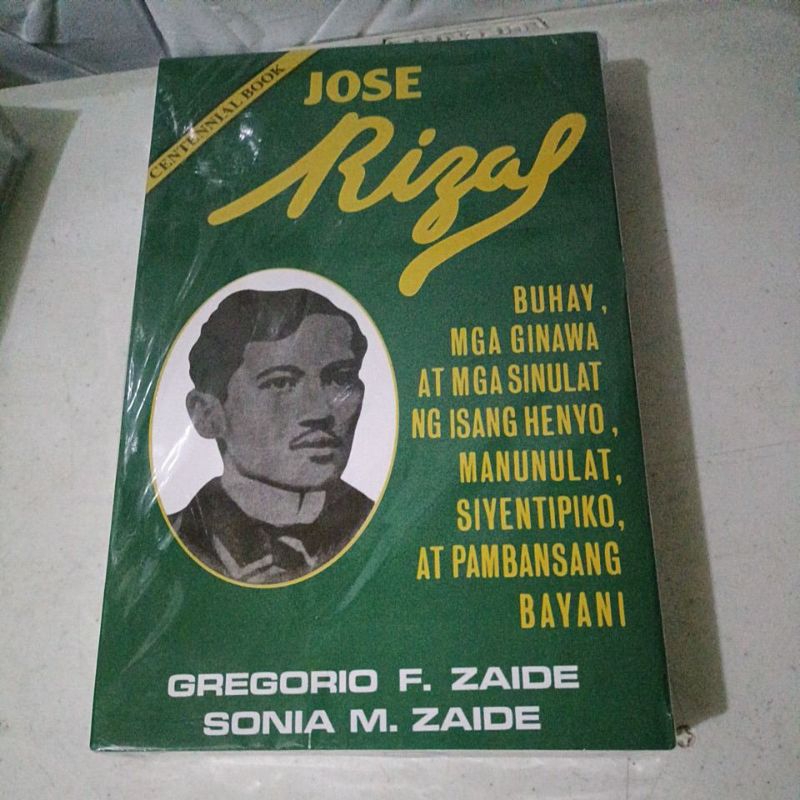 CENTENNIAL BOOK
JOSE
Rizal
BUHAY,
MGA GINAWA
AT MGA SINULAT
NG ISANG HENYO,
MANUNULAT,
SIYENTIPIKO,
AT PAMBANSANG
BAYANI
GREGORIO F. ZAIDE
SONIA M. ZAIDE